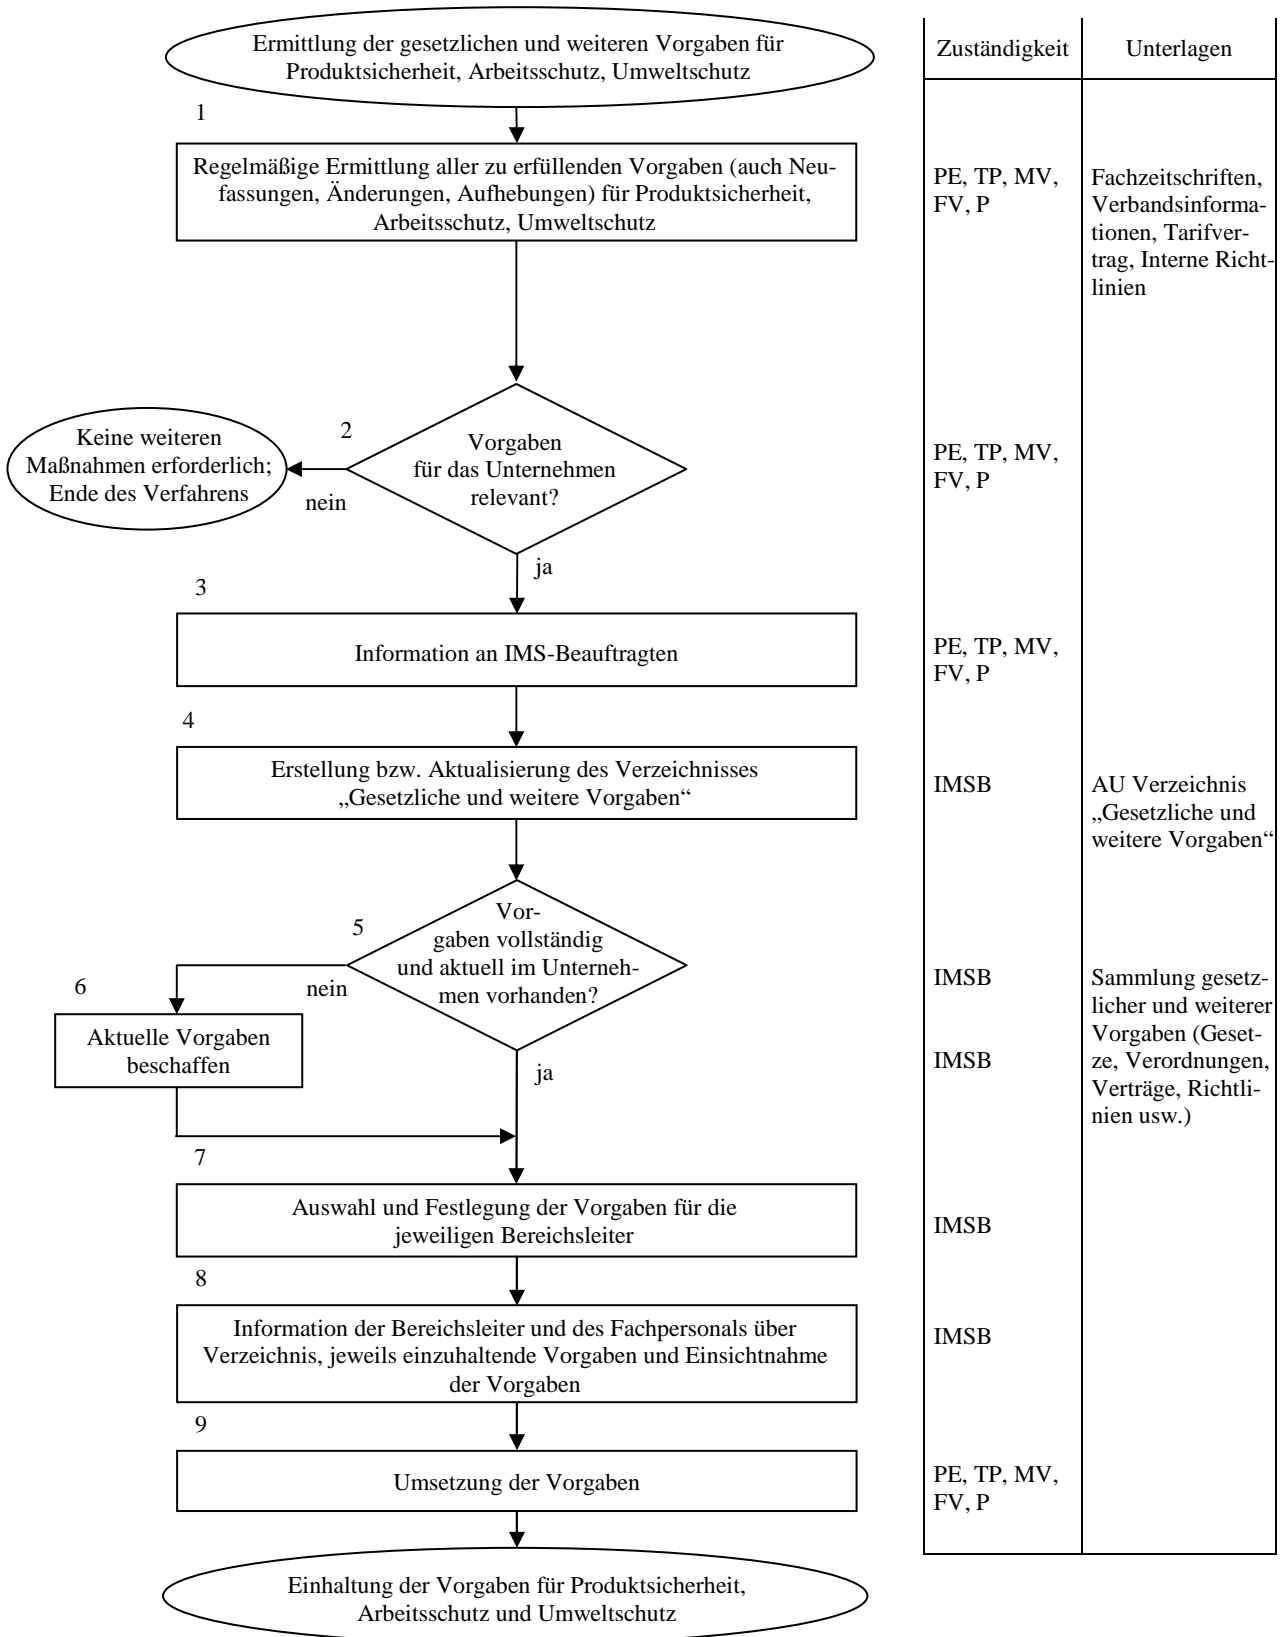 Ermittlung der gesetzlichen und weiteren Vorgaben für
Produktsicherheit, Arbeitsschutz, Umweltschutz
Zuständigkeit
Unterlagen
1
Regelmäßige Ermittlung aller zu erfüllenden Vorgaben (auch Neu-
fassungen, Änderungen, Aufhebungen) für Produktsicherheit,
Arbeitsschutz, Umweltschutz
PE, TP, MV,
FV, P
Fachzeitschriften,
Verbandsinforma-
tionen, Tarifver-
trag, Interne Richt-
linien
2
Vorgaben
für das Unternehmen
relevant?
nein
Keine weiteren
Maßnahmen erforderlich;
Ende des Verfahrens
PE, TP, MV,
FV, P
ja
3
Information an IMS-Beauftragten
PE, TP, MV,
FV, P
4
Erstellung bzw. Aktualisierung des Verzeichnisses
„Gesetzliche und weitere Vorgaben“
IMSB
AU Verzeichnis
„Gesetzliche und
weitere Vorgaben“
5
Vor-
gaben vollständig
und aktuell im Unterneh-
men vorhanden?
nein
IMSB
Sammlung gesetz-
licher und weiterer
Vorgaben (Geset-
ze, Verordnungen,
Verträge, Richtli-
nien usw.)
6
Aktuelle Vorgaben
beschaffen
IMSB
ja
7
Auswahl und Festlegung der Vorgaben für die
jeweiligen Bereichsleiter
IMSB
8
Information der Bereichsleiter und des Fachpersonals über
Verzeichnis, jeweils einzuhaltende Vorgaben und Einsichtnahme
der Vorgaben
IMSB
9
Umsetzung der Vorgaben
PE, TP, MV,
FV, P
Einhaltung der Vorgaben für Produktsicherheit,
Arbeitsschutz und Umweltschutz